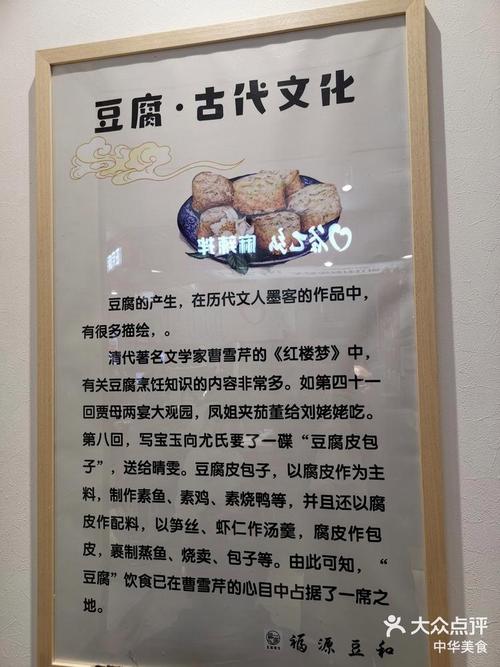 豆腐·古代文化
麻辣拌
豆腐的产生，在历代文人墨客的作品中，
有很多描绘，。
清代著名文学家曹雪芹的《红楼梦》中，
有关豆腐烹饪知识的内容非常多。如第四十一
回贾母两宴大观园，凤姐夹茄董给刘姥姥吃。
第八回，写宝玉向尤氏要了一碟“豆腐皮包
子”，送给晴雯。豆腐皮包子，以腐皮作为主
料，制作素鱼、素鸡、素烧鸭等，并且还以腐
皮作配料，以笋丝、虾仁作汤羹，腐皮作包
皮，裹制蒸鱼、烧卖、包子等。由此可知，“
豆腐”饮食已在曹雪芹的心目中占据了一席之
地。
福源豆和
大众点评
中华美食